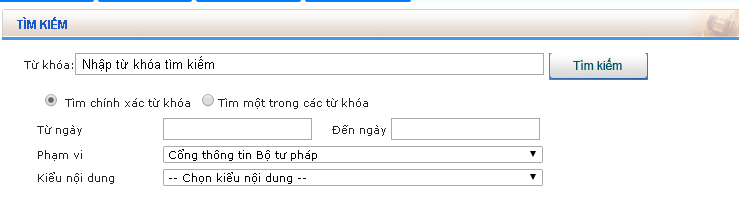 TÌM KIẾM
Từ khóa: Nhập từ khóa tìm kiếm Tìm kiếm
Tìm chính xác từ khóa Tìm một trong các từ khóa
Từ ngày Đến ngày
Phạm vi Cổng thông tin Bộ tư pháp
Kiểu nội dung -- Chọn kiểu nội dung --